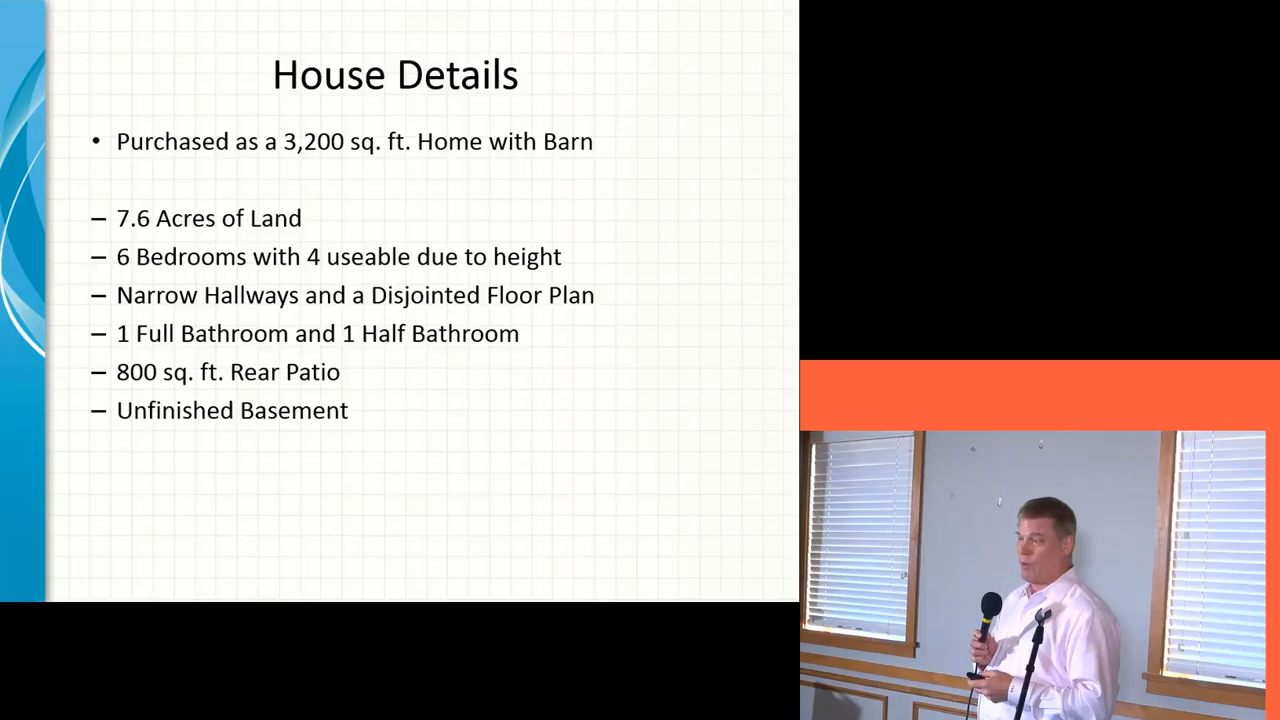 House Details
• Purchased as a 3,200 sq. ft. Home with Barn
– 7.6 Acres of Land
– 6 Bedrooms with 4 useable due to height
– Narrow Hallways and a Disjointed Floor Plan
– 1 Full Bathroom and 1 Half Bathroom
– 800 sq. ft. Rear Patio
– Unfinished Basement